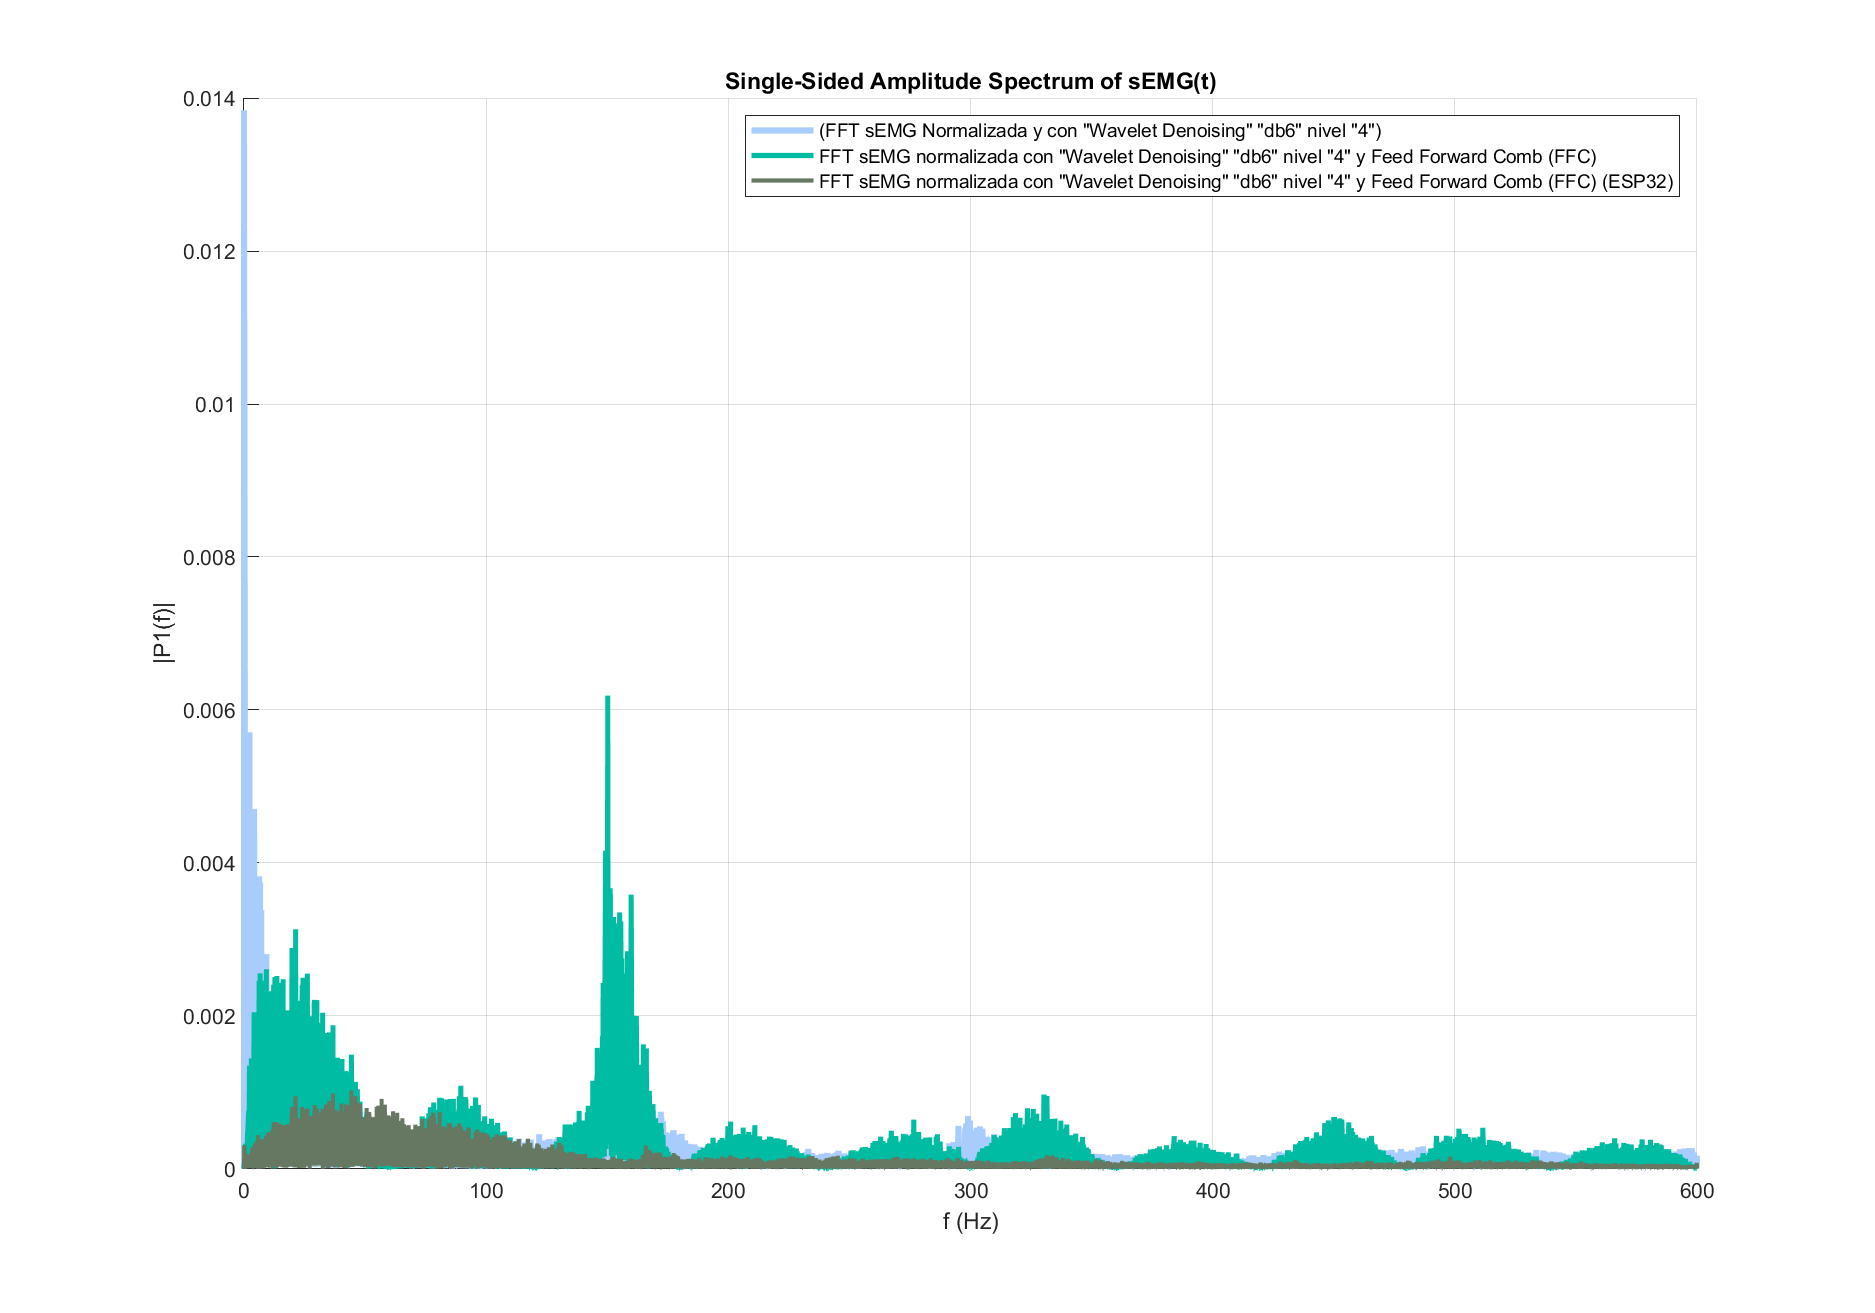 Single-Sided Amplitude Spectrum of sEMG(t)
(FFT sEMG Normalizada y con "Wavelet Denoising" "db6" nivel "4")
FFT sEMG normalizada con "Wavelet Denoising" "db6" nivel "4" y Feed Forward Comb (FFC)
FFT sEMG normalizada con "Wavelet Denoising" "db6" nivel "4" y Feed Forward Comb (FFC) (ESP32)
0.014
0.012
0.01
0.008
0.006
0.004
0.002
0
|P1(f)|
0 100 200 300 400 500 600
f (Hz)